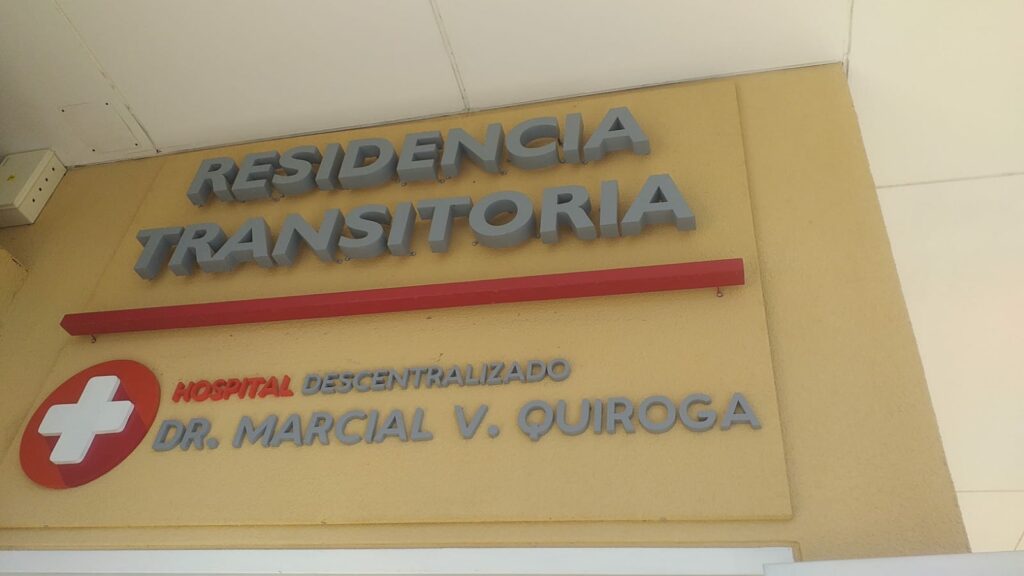 RESIDENCIA
TRANSITORIA
HOSPITAL DESCENTRALIZADO
DR. MARCIAL V. QUIROGA